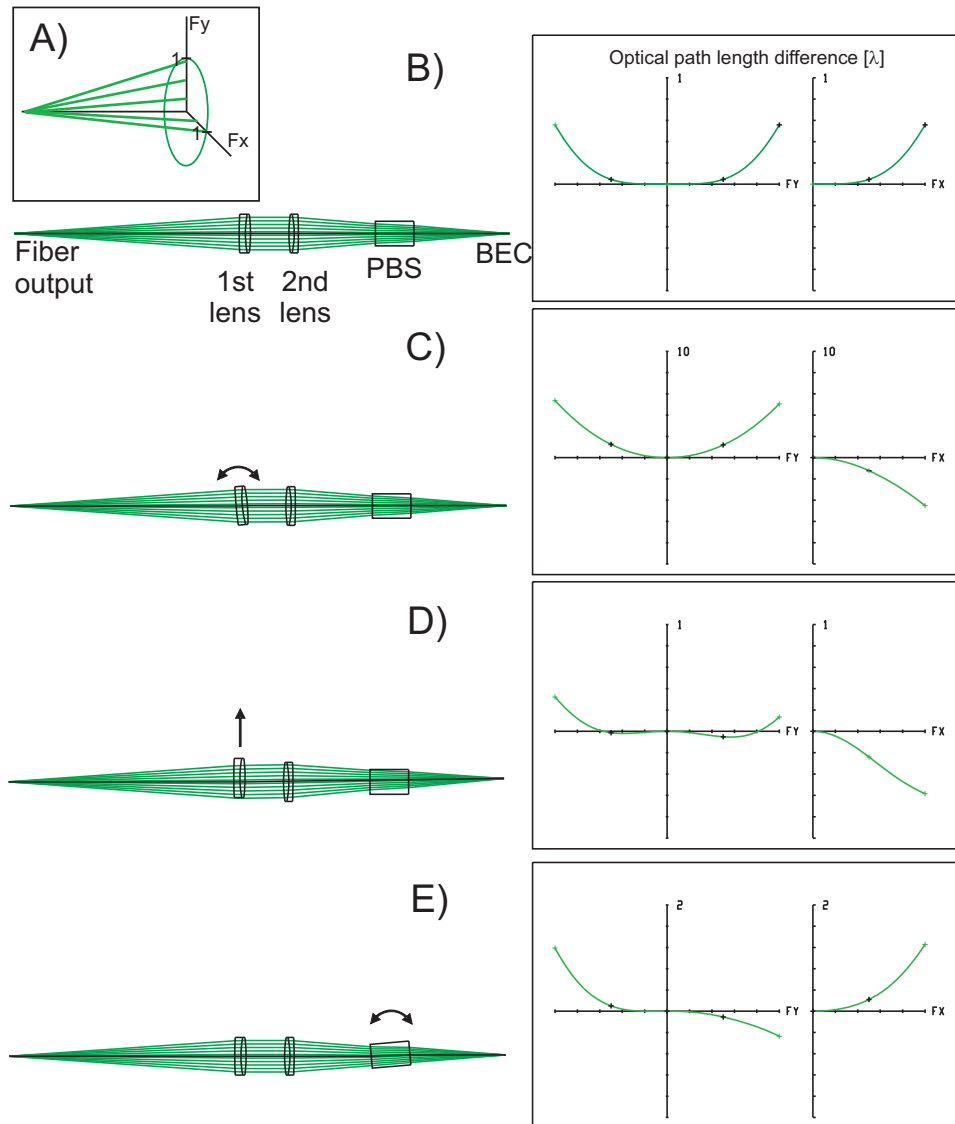 A)
Fy
1
1
Fx
B)
Optical path length difference [λ]
1
FY
1
FX
Fiber
output
1st
lens
2nd
lens
PBS
BEC
C)
10
FY
10
FX
D)
1
FY
1
FX
E)
2
FY
2
FX